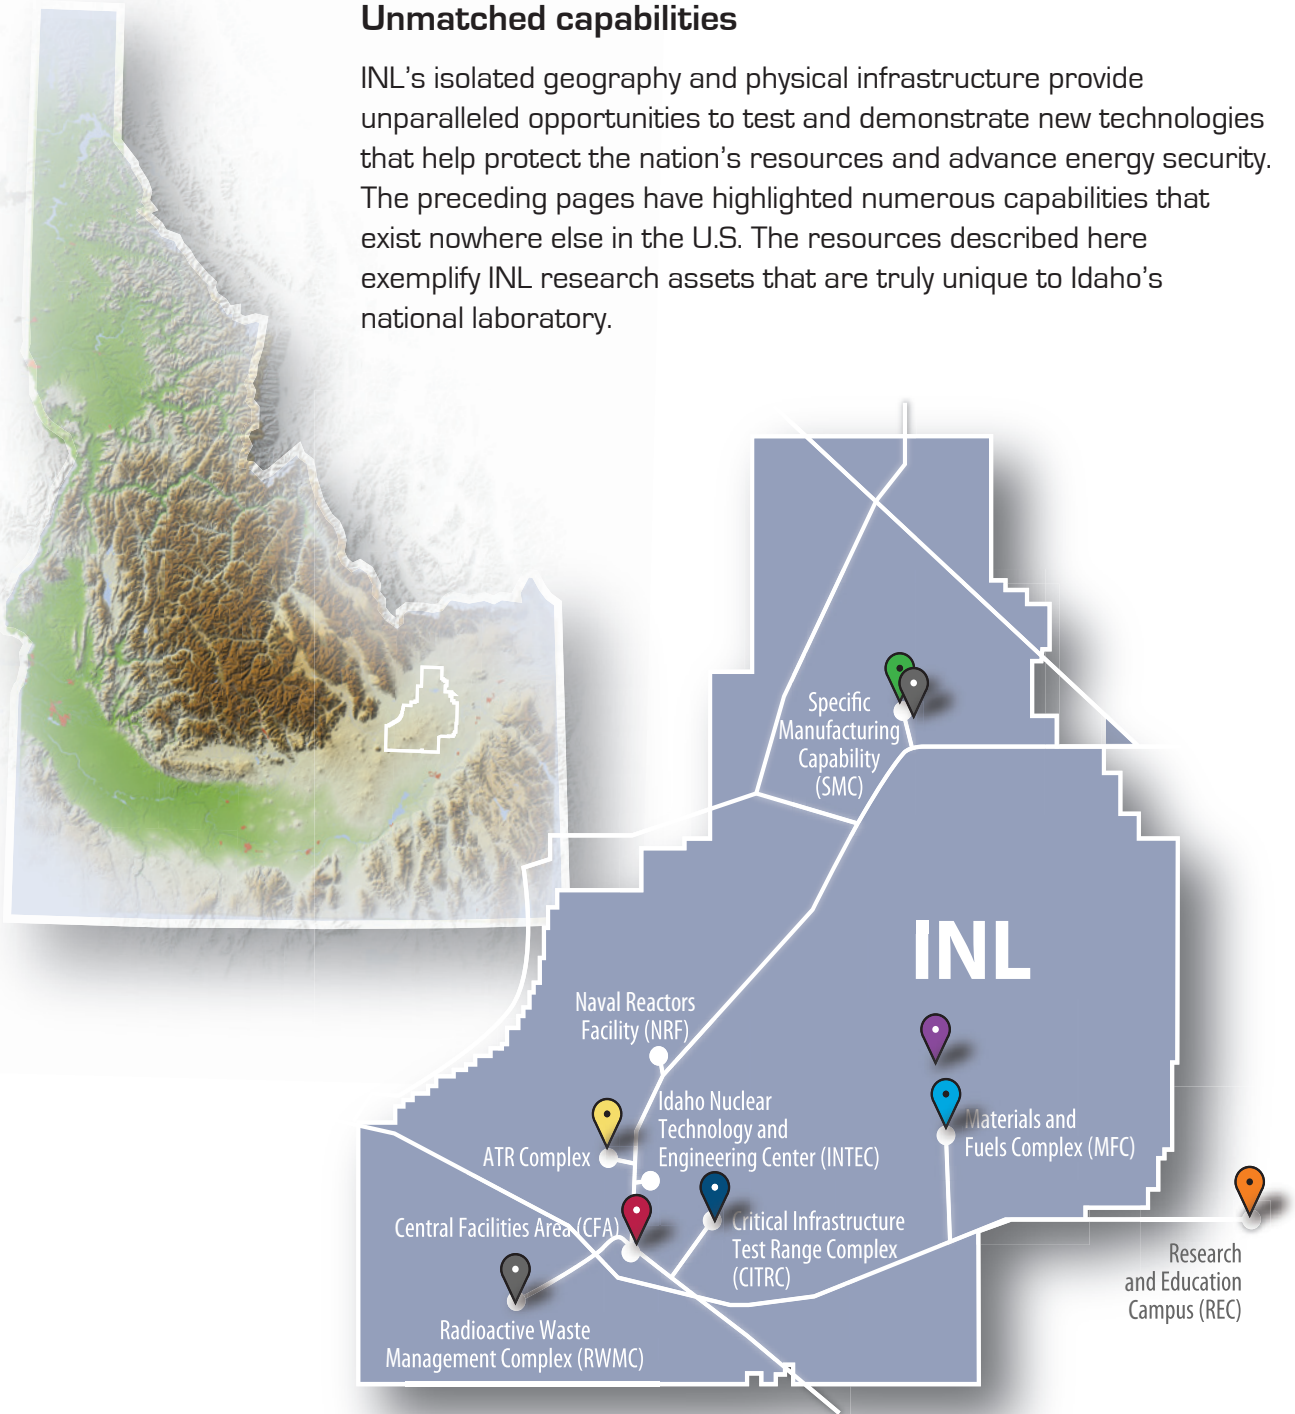 Unmatched capabilities
INL's isolated geography and physical infrastructure provide
unparalleled opportunities to test and demonstrate new technologies
that help protect the nation's resources and advance energy security.
The preceding pages have highlighted numerous capabilities that
exist nowhere else in the U.S. The resources described here
exemplify INL research assets that are truly unique to Idaho's
national laboratory.
Specific
Manufacturing
Capability
(SMC)
INL
Naval Reactors
Facility (NRF)
Idaho Nuclear
Technology and
Engineering Center (INTEC)
ATR Complex
Materials and
Fuels Complex (MFC)
Central Facilities Area (CFA)
Critical Infrastructure
Test Range Complex
(CITRC)
Research
and Education
Campus (REC)
Radioactive Waste
Management Complex (RWMC)